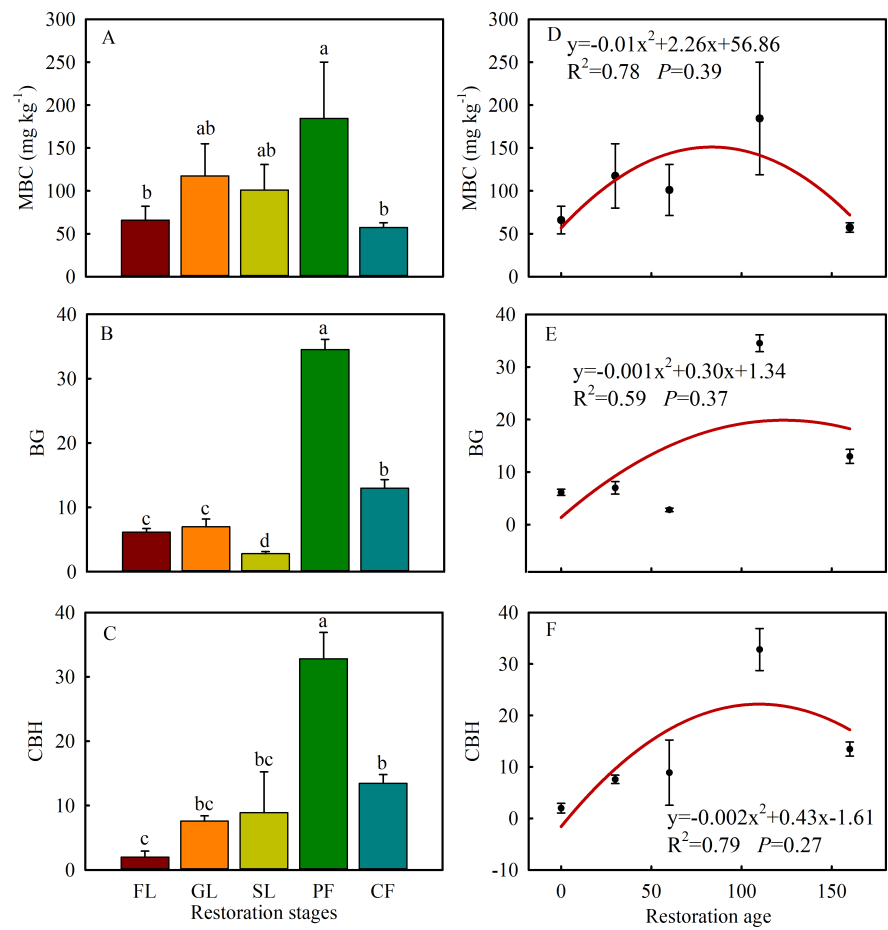 A
MBC (mg kg-1)
300
250
200
150
100
50
0
b
ab
ab
a
b
D
y=-0.01x2+2.26x+56.86
R2=0.78 P=0.39
MBC (mg kg-1)
300
250
200
150
100
50
0
B
BG
40
30
20
10
0
c
c
d
a
b
E
y=-0.001x2+0.30x+1.34
R2=0.59 P=0.37
BG
40
30
20
10
0
C
CBH
40
30
20
10
0
c
bc
bc
a
b
FL GL SL PF CF
Restoration stages
F
y=-0.002x2+0.43x-1.61
R2=0.79 P=0.27
CBH
40
30
20
10
0
-10
0 50 100 150
Restoration age